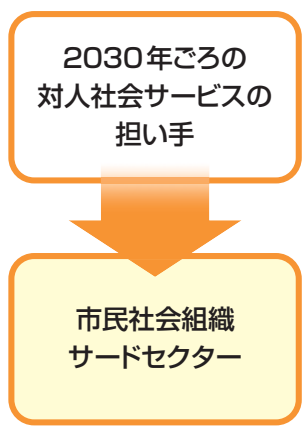 2030年ごろの
対人社会サービスの
担い手
市民社会組織
サードセクター